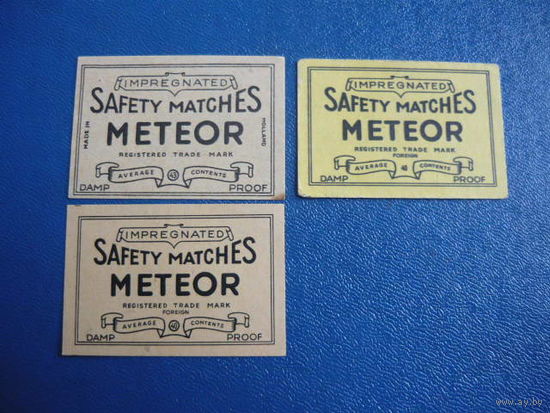 IMPREGNATED
SAFETY MATCHES
METEOR
MADE IN
HOLLAND
REGISTERED TRADE MARK
AVERAGE 43 CONTENTS
DAMP PROOF
IMPREGNATED
SAFETY MATCHES
METEOR
REGISTERED TRADE MARK
FOREIGN
AVERAGE 40 CONTENTS
DAMP PROOF
IMPREGNATED
SAFETY MATCHES
METEOR
REGISTERED TRADE MARK
FOREIGN
AVERAGE 40 CONTENTS
DAMP PROOF
www.ay.by